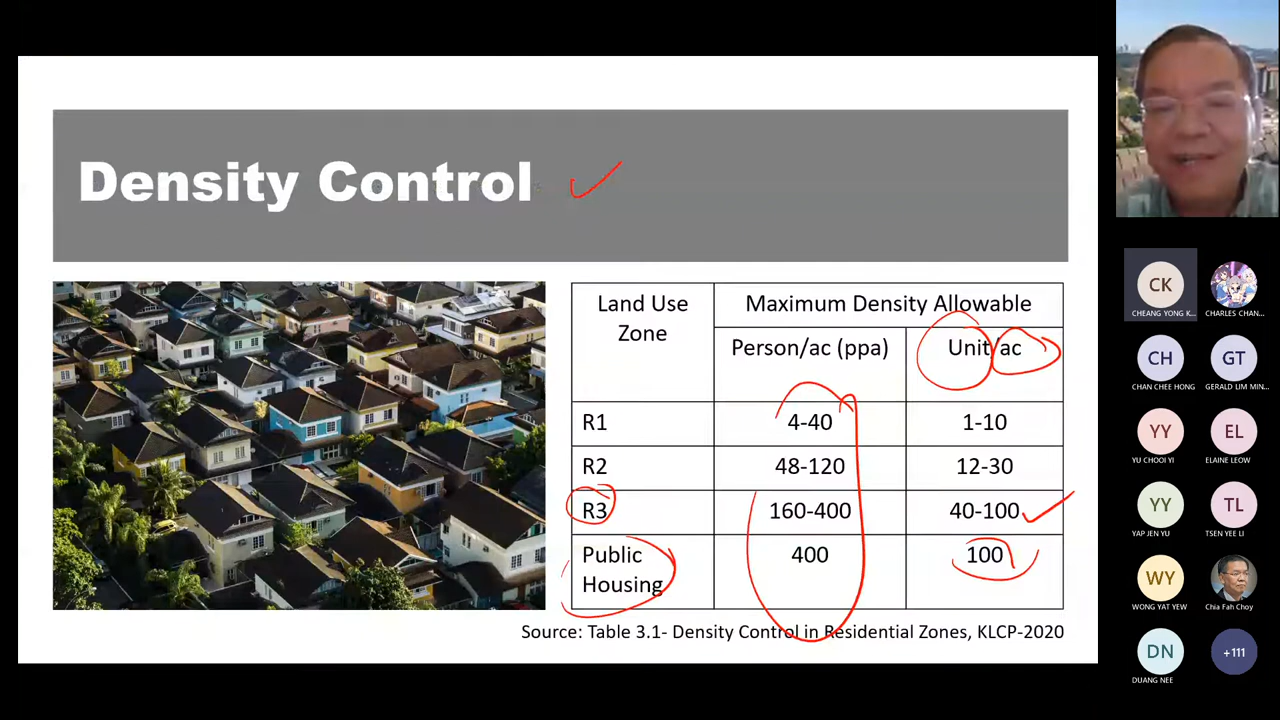 Density Control
Land Use
Zone
Maximum Density Allowable
Person/ac (ppa)
Unit/ac
R1
4-40
1-10
R2
48-120
12-30
R3
160-400
40-100
Public
Housing
400
100
Source: Table 3.1- Density Control in Residential Zones, KLCP-2020
CK
CHEANG YONG K...
CHARLES CHAN...
CH
CHAN CHEE HONG
GT
GERALD LIM MIN...
YY
YU CHOOI YI
EL
ELAINE LEOW
YY
YAP JEN YU
TL
TSEN YEE LI
WY
WONG YAT YEW
Chia Fah Choy
DN
DUANG NEE
+111